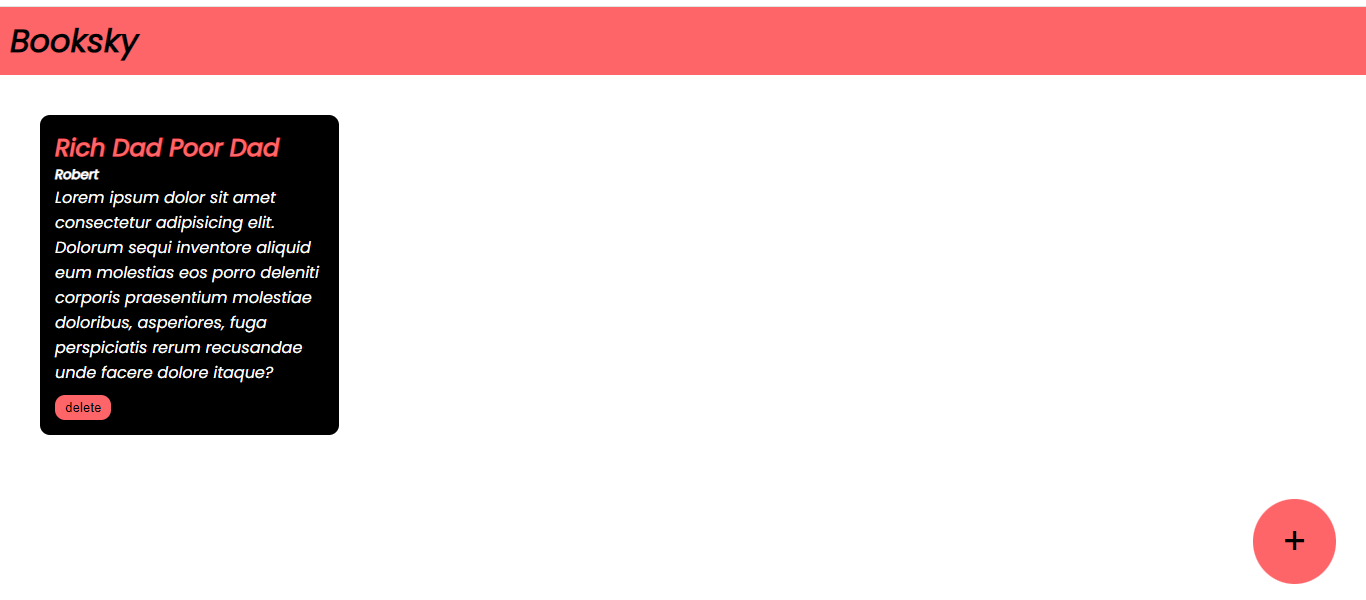 Booksky
Rich Dad Poor Dad
Robert
Lorem ipsum dolor sit amet
consectetur adipisicing elit.
Dolorum sequi inventore aliquid
eum molestias eos porro deleniti
corporis praesentium molestiae
doloribus, asperiores, fuga
perspiciatis rerum recusandae
unde facere dolore itaque?
delete
+